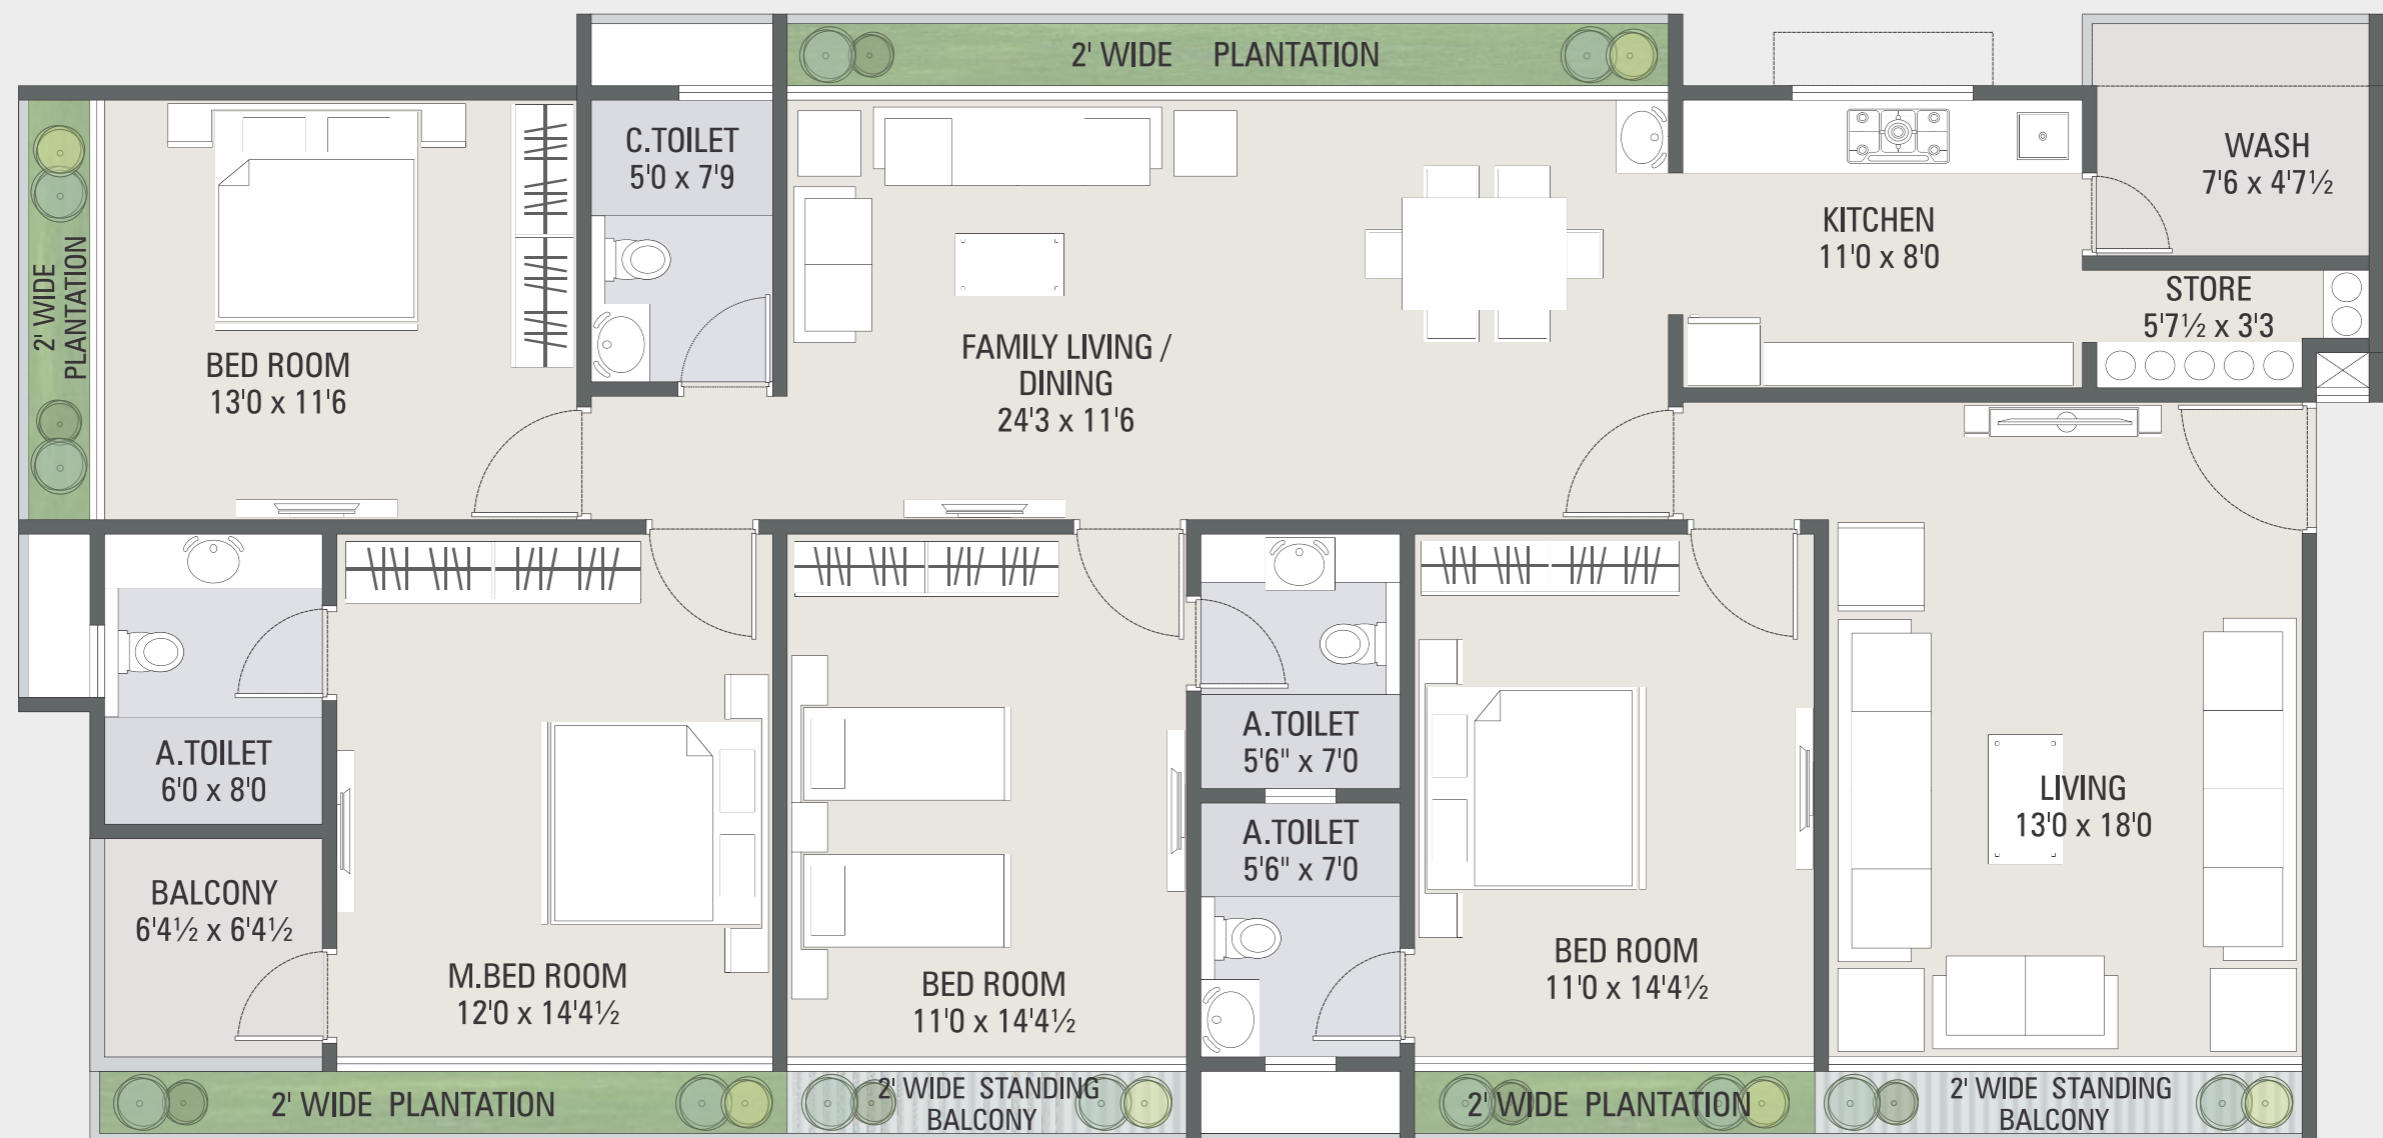 2' WIDE PLANTATION
C.TOILET
5'0 x 7'9
WASH
7'6 x 4'7½
KITCHEN
11'0 x 8'0
2' WIDE
PLANTATION
STORE
5'7½ x 3'3
BED ROOM
13'0 x 11'6
FAMILY LIVING /
DINING
24'3 x 11'6
A.TOILET
6'0 x 8'0
A.TOILET
5'6" x 7'0
LIVING
13'0 x 18'0
A.TOILET
5'6" x 7'0
BALCONY
6'4½ x 6'4½
M.BED ROOM
12'0 x 14'4½
BED ROOM
11'0 x 14'4½
BED ROOM
11'0 x 14'4½
2' WIDE PLANTATION
2' WIDE STANDING
BALCONY
2' WIDE PLANTATION
2' WIDE STANDING
BALCONY